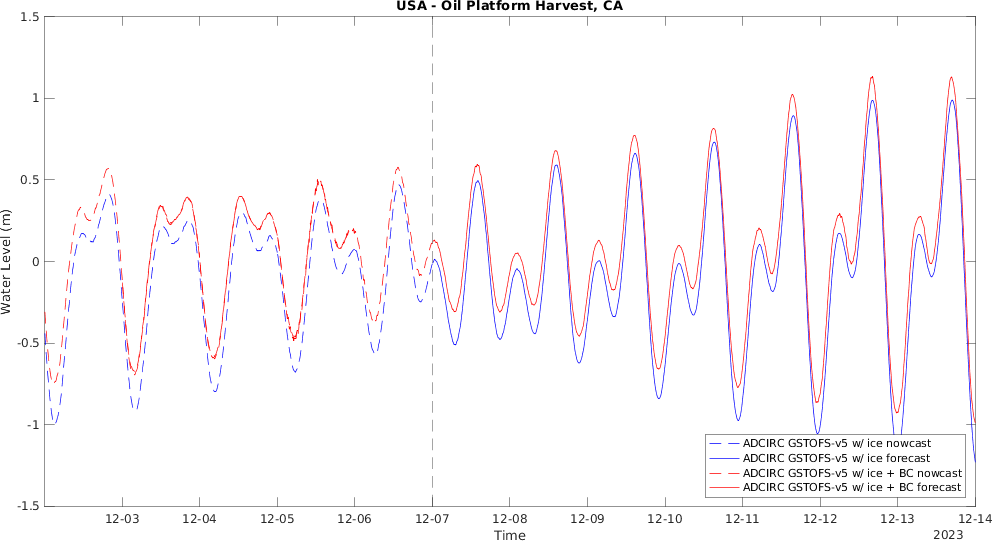 USA - Oil Platform Harvest, CA
1.5
1
0.5
0
-0.5
-1
-1.5
Water Level (m)
ADCIRC GSTOFS-v5 w/ ice nowcast
ADCIRC GSTOFS-v5 w/ ice forecast
ADCIRC GSTOFS-v5 w/ ice + BC nowcast
ADCIRC GSTOFS-v5 w/ ice + BC forecast
12-03 12-04 12-05 12-06 12-07 12-08 12-09 12-10 12-11 12-12 12-13 12-14
Time
2023